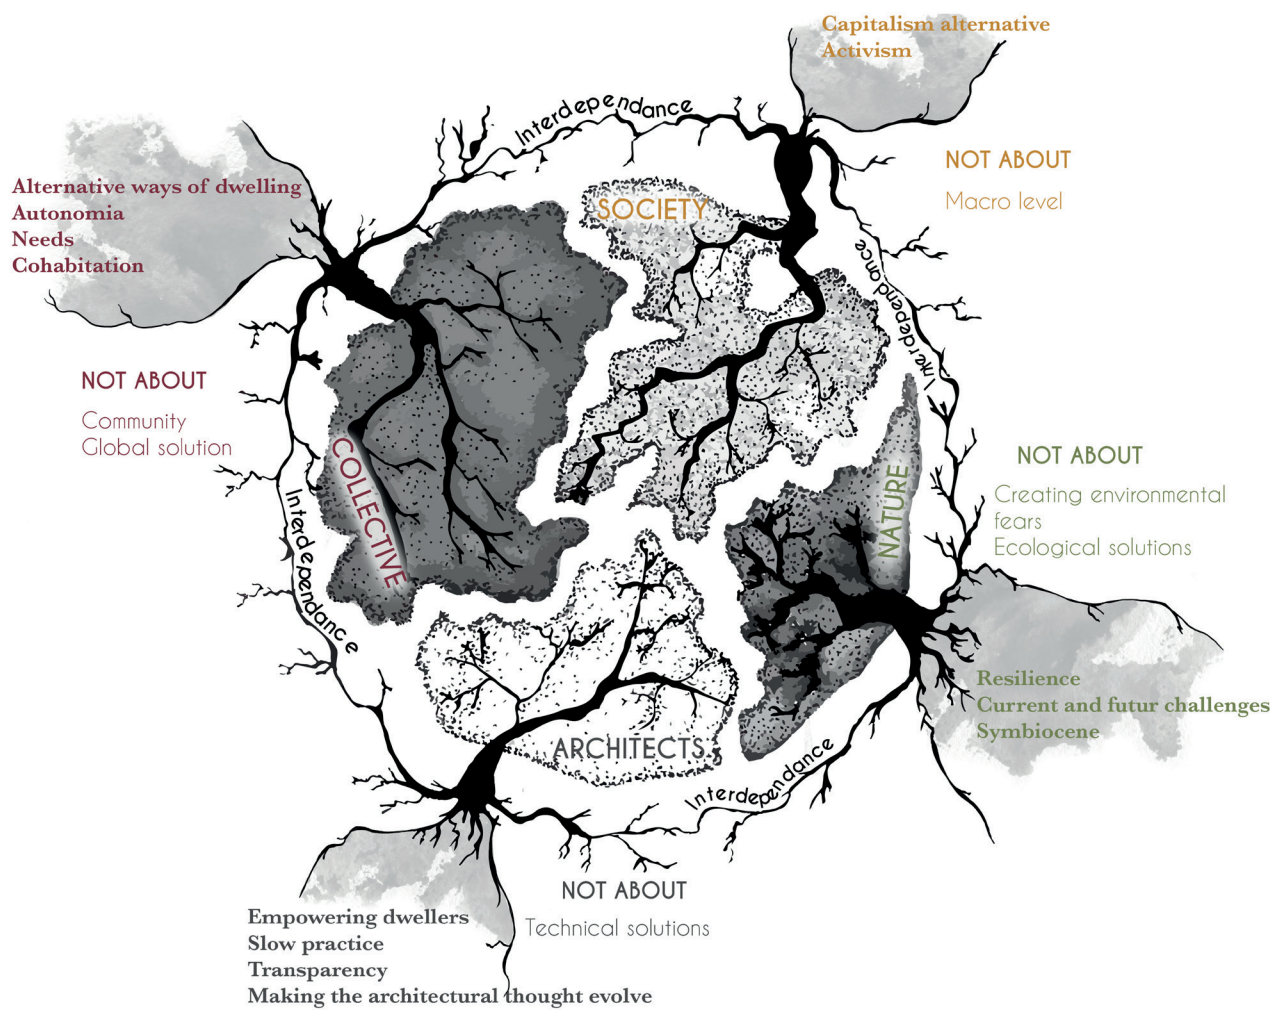 Capitalism alternative
Activism
Interdependance
NOT ABOUT
Macro level
SOCIETY
Alternative ways of dwelling
Autonomia
Needs
Cohabitation
Interdependance
NOT ABOUT
Community
Global solution
COLLECTIVE
NATURE
NOT ABOUT
Creating environmental
fears
Ecological solutions
Interdependance
Resilience
Current and futur challenges
Symbiocene
ARCHITECTS
Interdependance
NOT ABOUT
Technical solutions
Empowering dwellers
Slow practice
Transparency
Making the architectural thought evolve